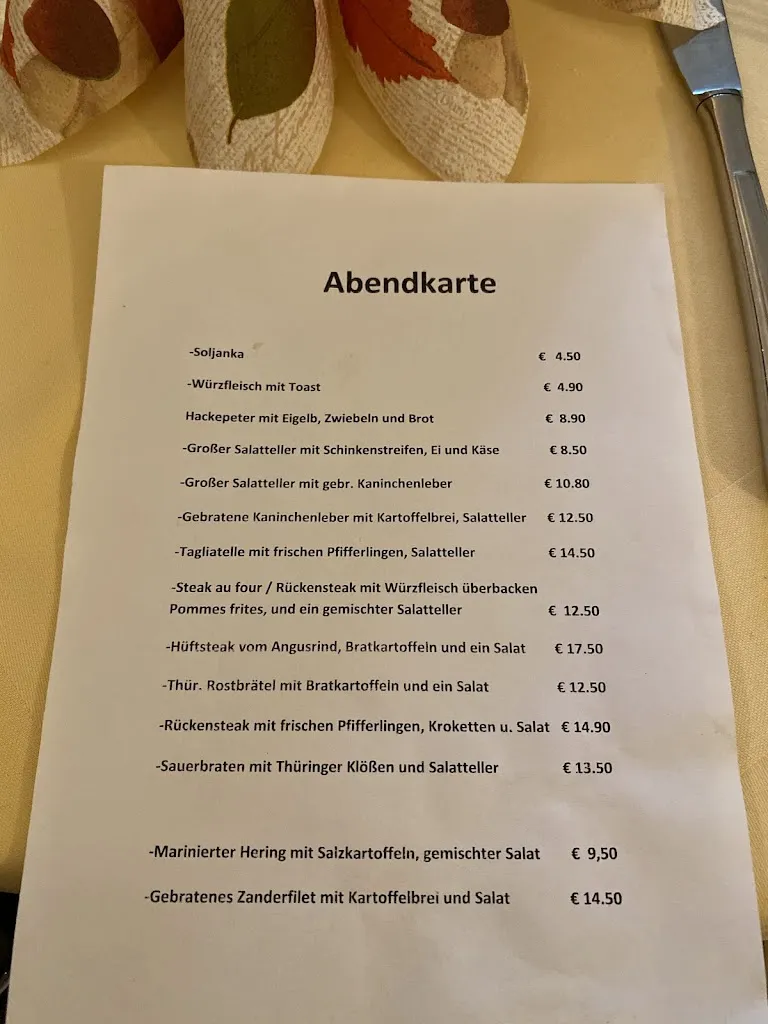 Abendkarte
-Soljanka € 4.50
-Würzfleisch mit Toast € 4.90
Hackepeter mit Eigelb, Zwiebeln und Brot € 8.90
-Großer Salatteller mit Schinkenstreifen, Ei und Käse € 8.50
-Großer Salatteller mit gebr. Kaninchenleber € 10.80
-Gebratene Kaninchenleber mit Kartoffelbrei, Salatteller € 12.50
-Tagliatelle mit frischen Pfifferlingen, Salatteller € 14.50
-Steak au four / Rückensteak mit Würzfleisch überbacken
Pommes frites, und ein gemischter Salatteller € 12.50
-Hüftsteak vom Angusrind, Bratkartoffeln und ein Salat € 17.50
-Thür. Rostbrätel mit Bratkartoffeln und ein Salat € 12.50
-Rückensteak mit frischen Pfifferlingen, Kroketten u. Salat € 14.90
-Sauerbraten mit Thüringer Klößen und Salatteller € 13.50
-Marinierter Hering mit Salzkartoffeln, gemischter Salat € 9,50
-Gebratenes Zanderfilet mit Kartoffelbrei und Salat € 14.50